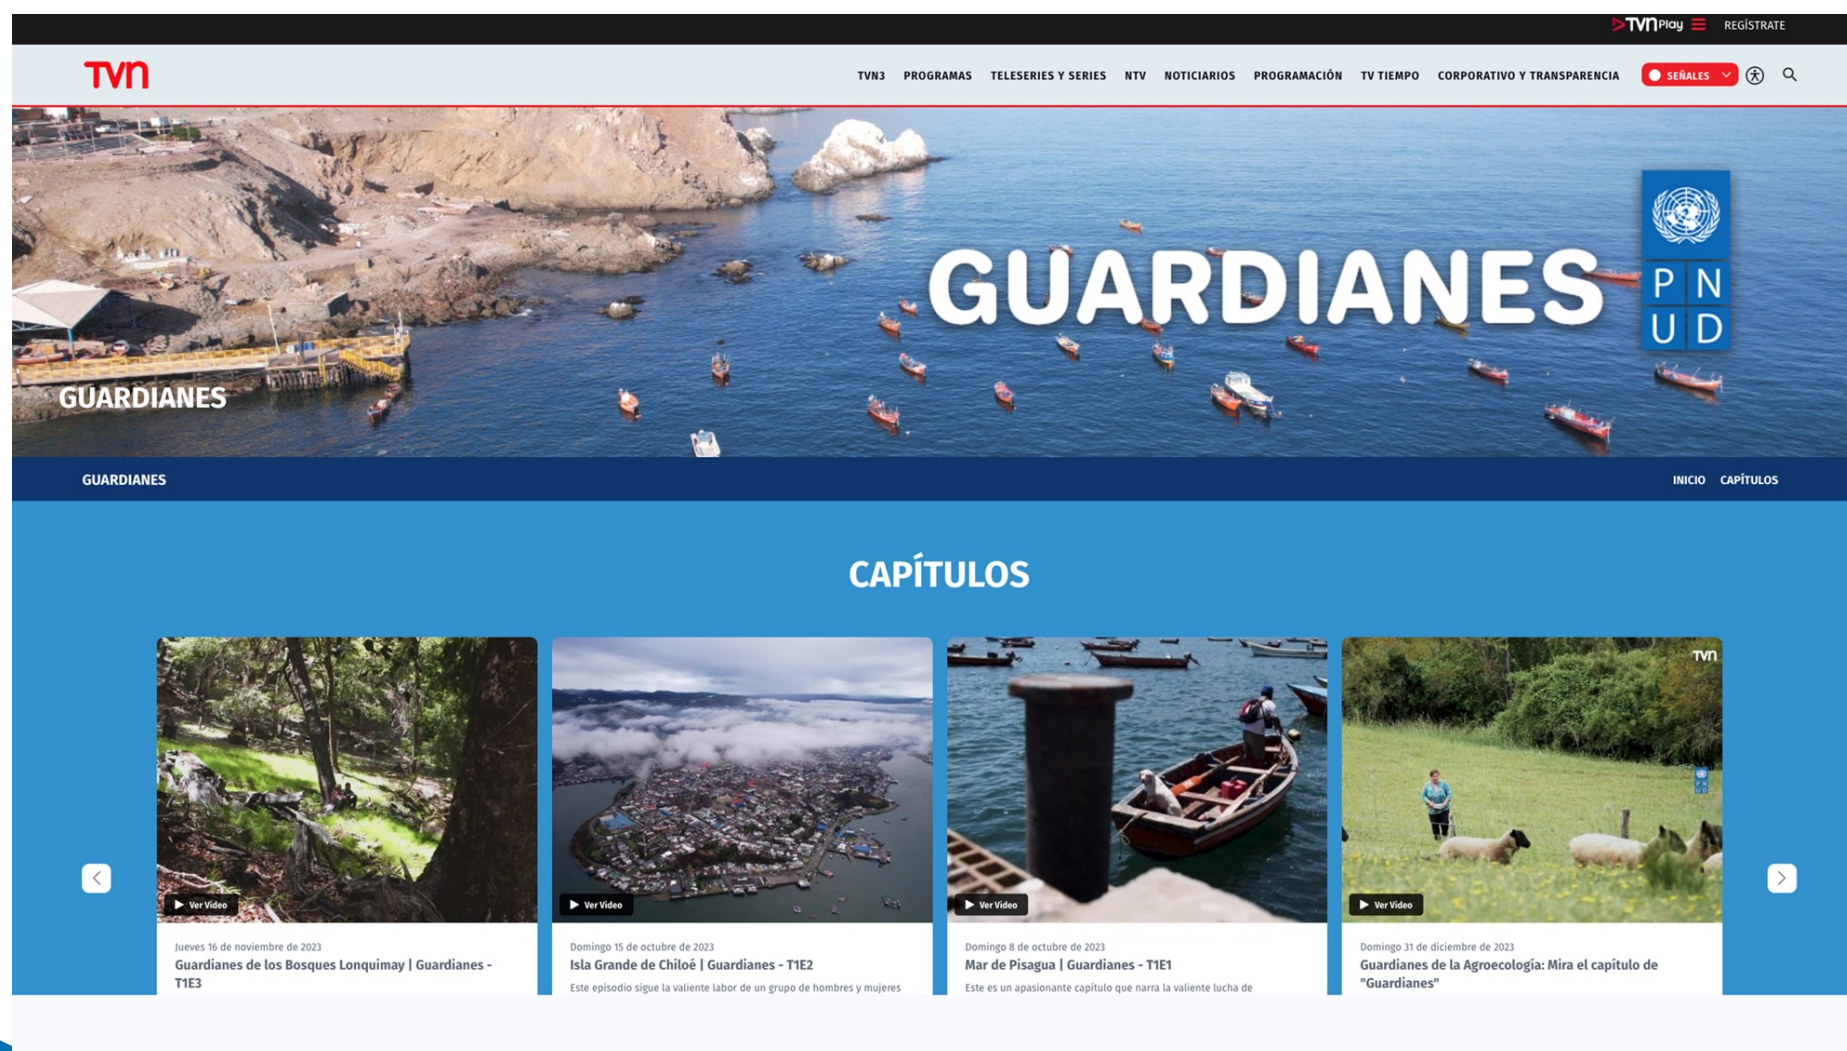 TVN Play
REGÍSTRATE
TVN
TVN3 PROGRAMAS TELESERIES Y SERIES NTV NOTICIARIOS PROGRAMACIÓN TV TIEMPO CORPORATIVO Y TRANSPARENCIA SEÑALES
GUARDIANES
P N
U D
GUARDIANES
GUARDIANES
INICIO CAPÍTULOS
CAPÍTULOS
Ver Video
Jueves 16 de noviembre de 2023
Guardianes de los Bosques Lonquimay | Guardianes -
T1E3
Ver Video
Domingo 15 de octubre de 2023
Isla Grande de Chiloé | Guardianes - T1E2
Este episodio sigue la valiente labor de un grupo de hombres y mujeres
Ver Video
Domingo 8 de octubre de 2023
Mar de Pisagua | Guardianes - T1E1
Este es un apasionante capítulo que narra la valiente lucha de
TVN
P N
U D
Ver Video
Domingo 31 de diciembre de 2023
Guardianes de la Agroecología: Mira el capítulo de
"Guardianes"